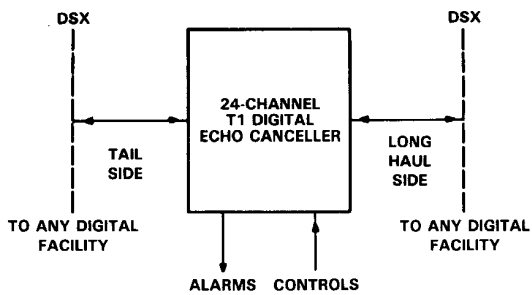 DSX
DSX
24-CHANNEL
T1 DIGITAL
ECHO CANCELLER
TAIL
SIDE
LONG
HAUL
SIDE
TO ANY DIGITAL
FACILITY
TO ANY DIGITAL
FACILITY
ALARMS
CONTROLS